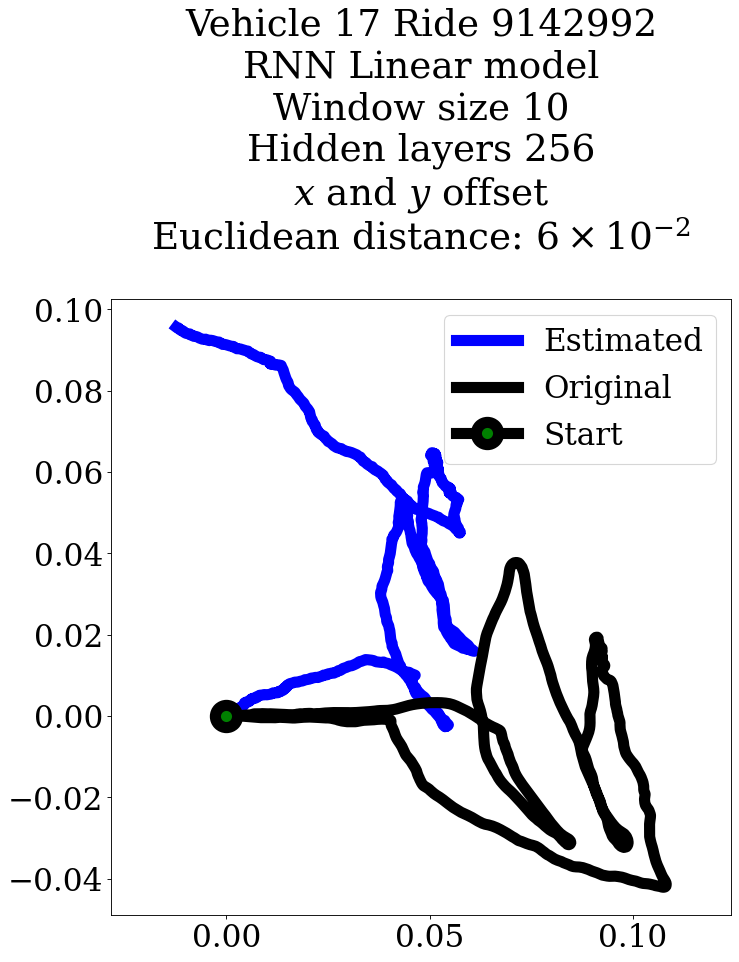 Vehicle 17 Ride 9142992
RNN Linear model
Window size 10
Hidden layers 256
x and y offset
Euclidean distance: 6 × 10⁻²
Estimated
Original
Start
0.10
0.08
0.06
0.04
0.02
0.00
−0.02
−0.04
0.00 0.05 0.10